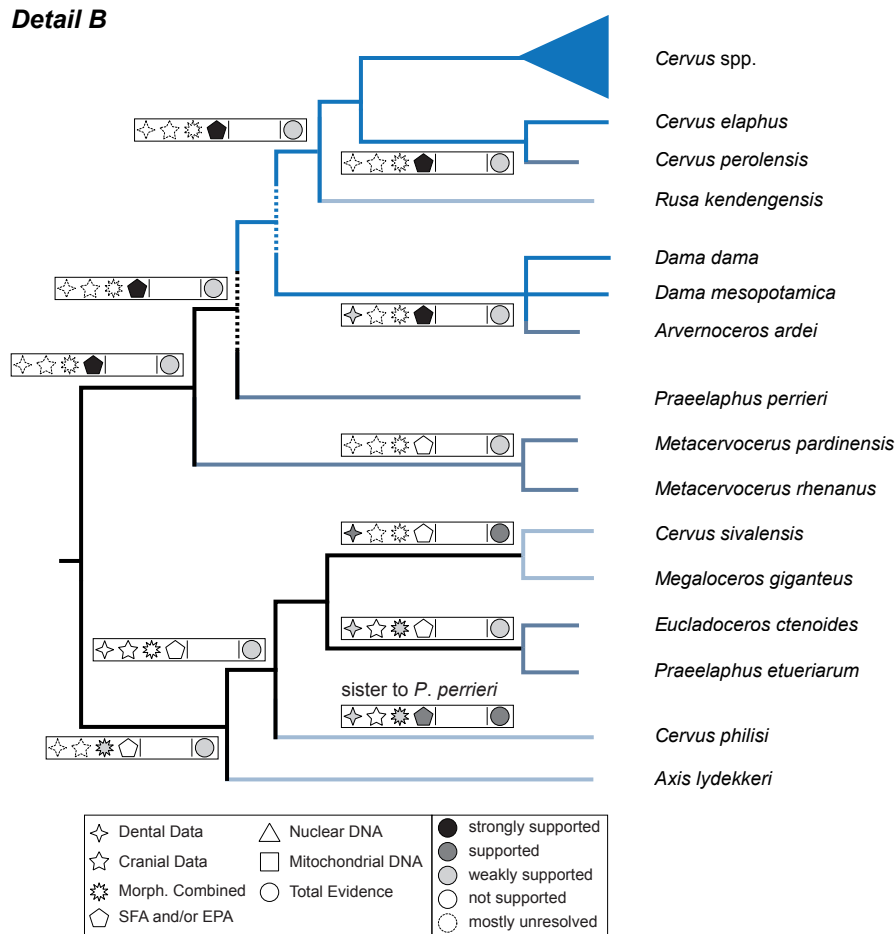 Detail B
Cervus spp.
Cervus elaphus
Cervus perolensis
Rusa kendengensis
Dama dama
Dama mesopotamica
Arvernoceros ardei
Praeelaphus perrieri
Metacervocerus pardinensis
Metacervocerus rhenanus
Cervus sivalensis
Megaloceros giganteus
Eucladoceros ctenoides
Praeelaphus etueriarum
sister to P. perrieri
Cervus philisi
Axis lydekkeri
Dental Data
Cranial Data
Morph. Combined
SFA and/or EPA
Nuclear DNA
Mitochondrial DNA
Total Evidence
strongly supported
supported
weakly supported
not supported
mostly unresolved